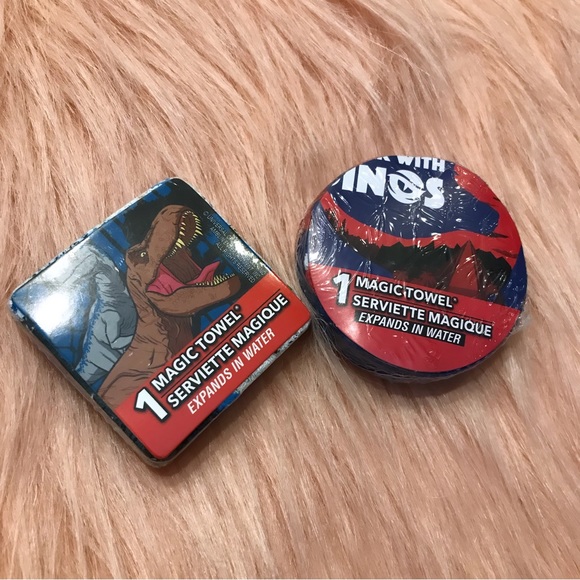 1 MAGIC TOWEL*
SERVIETTE MAGIQUE
EXPANDS IN WATER
WITH
INOS
1 MAGIC TOWEL*
SERVIETTE MAGIQUE
EXPANDS IN WATER